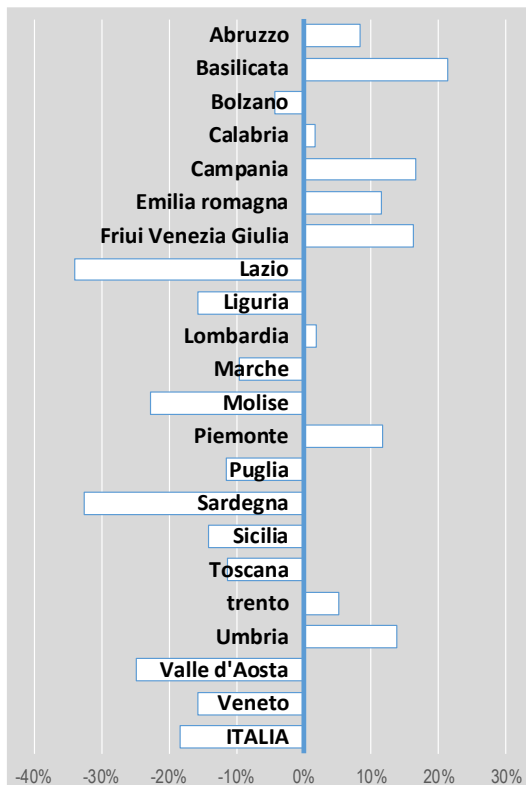 Abruzzo
Basilicata
Bolzano
Calabria
Campania
Emilia romagna
Friui Venezia Giulia
Lazio
Liguria
Lombardia
Marche
Molise
Piemonte
Puglia
Sardegna
Sicilia
Toscana
trento
Umbria
Valle d'Aosta
Veneto
ITALIA
-40% -30% -20% -10% 0% 10% 20% 30%